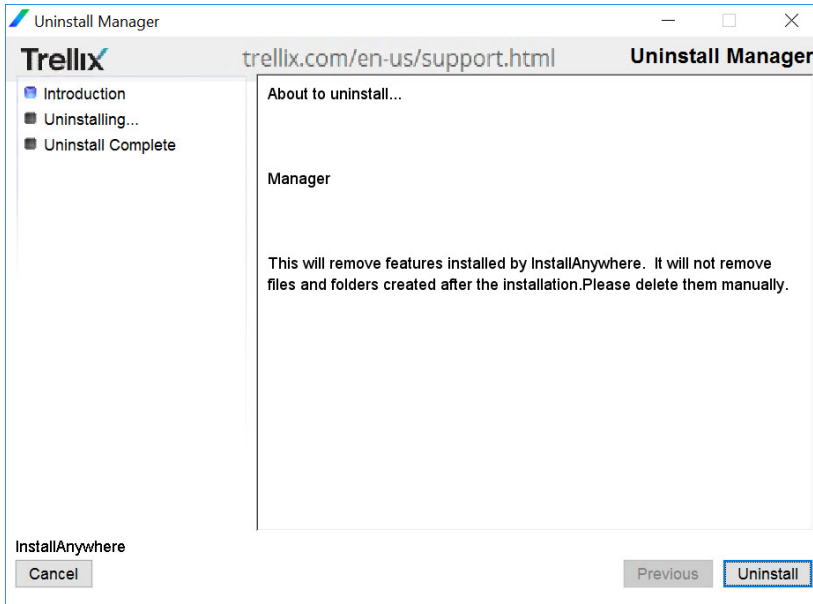 Uninstall Manager
Trellix
trellix.com/en-us/support.html
Uninstall Manager
Introduction
Uninstalling...
Uninstall Complete
About to uninstall...
Manager
This will remove features installed by InstallAnywhere.  It will not remove
files and folders created after the installation.Please delete them manually.
InstallAnywhere
Cancel
Previous
Uninstall